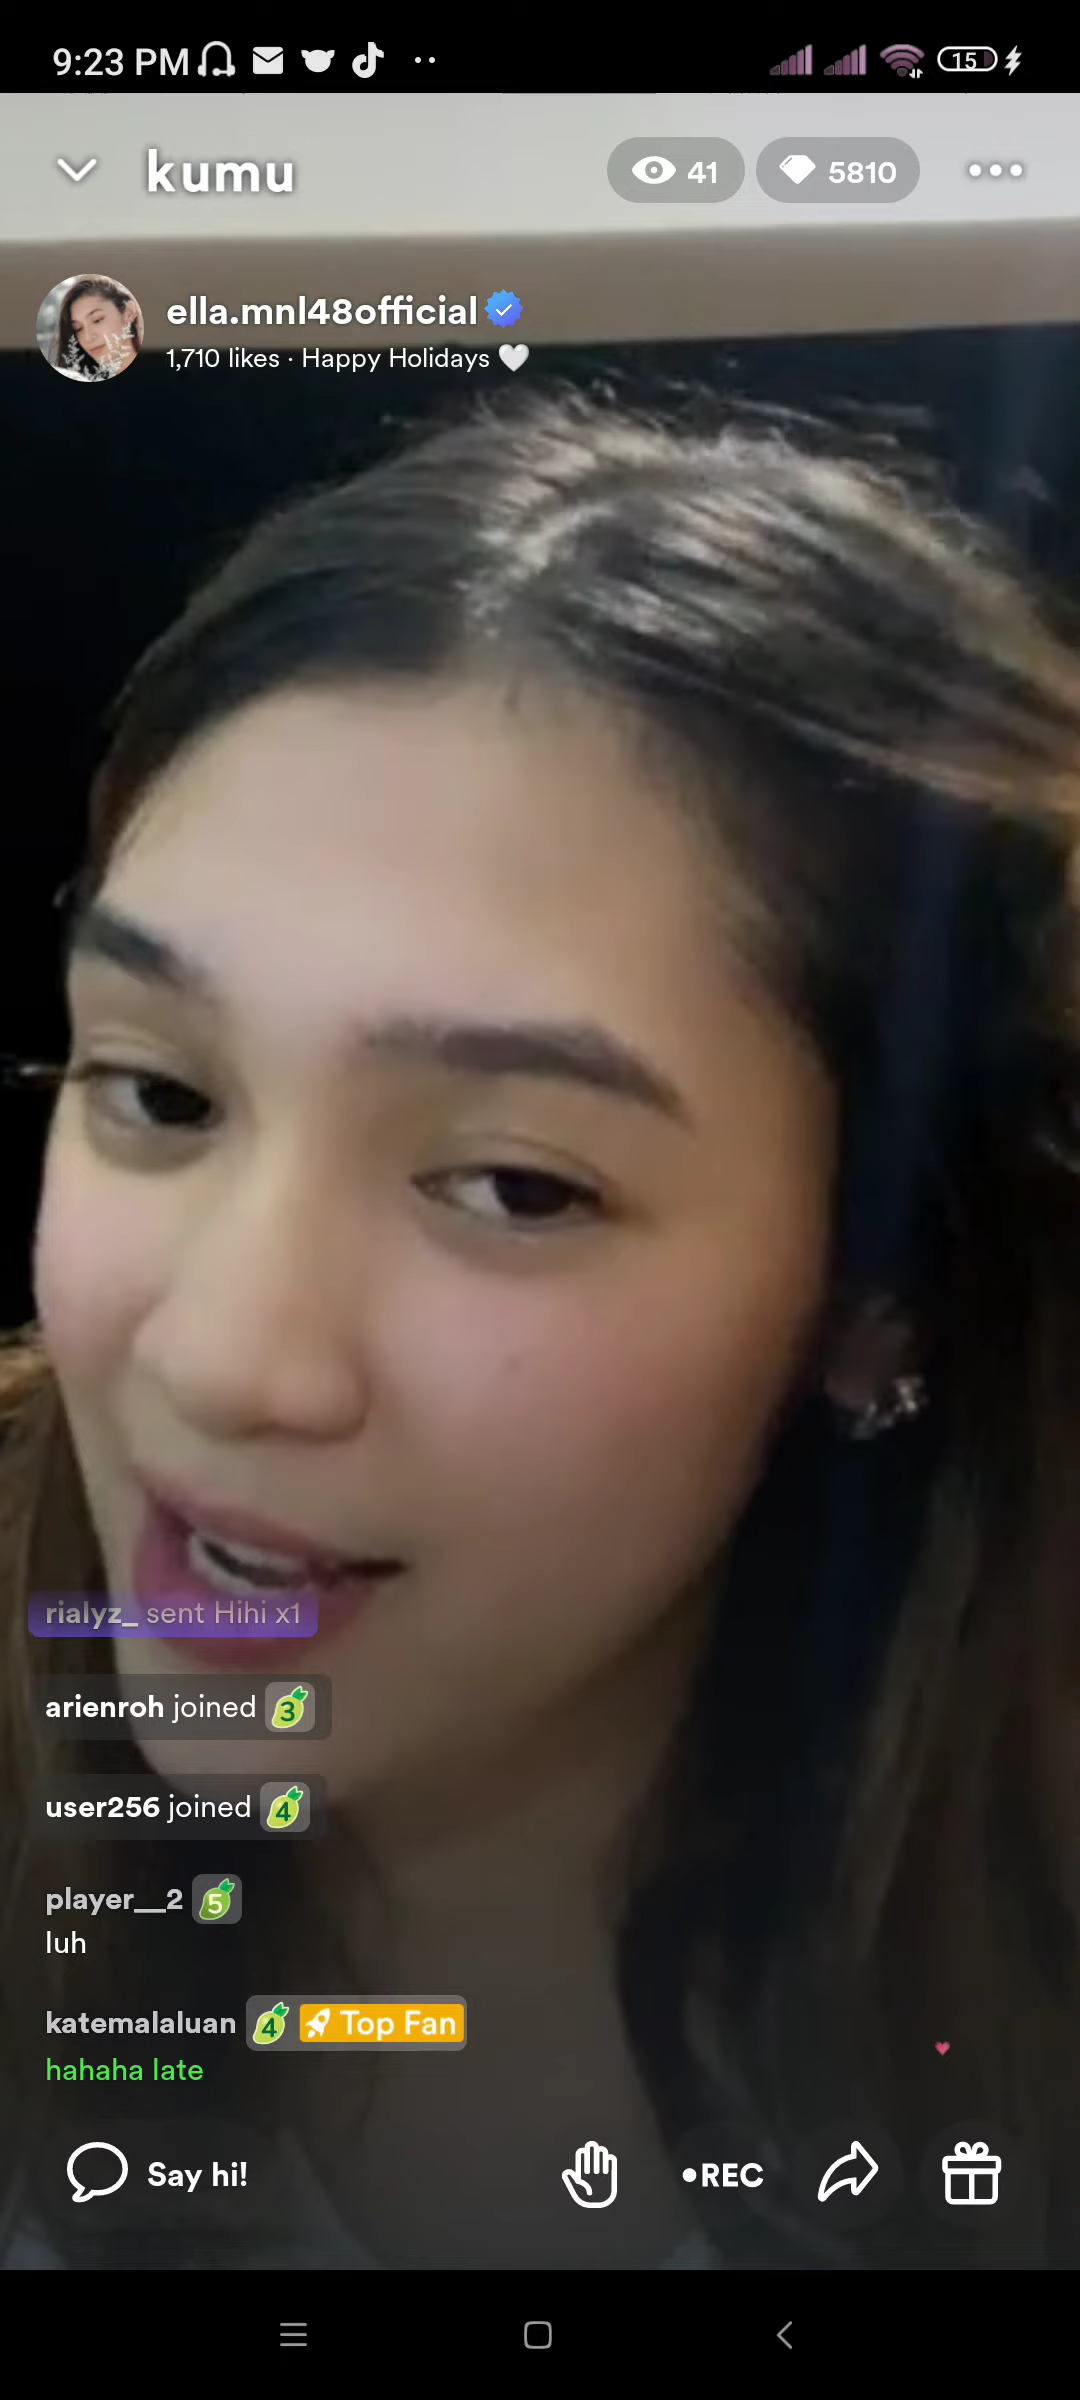 9:23 PM
15
kumu
41
5810
ella.mnl48official
1,710 likes · Happy Holidays 🤍
rialyz_ sent Hihi x1
arienroh joined 3
user256 joined 4
player__2 5
luh
katemalaluan 4 Top Fan
hahaha late
Say hi!
•REC